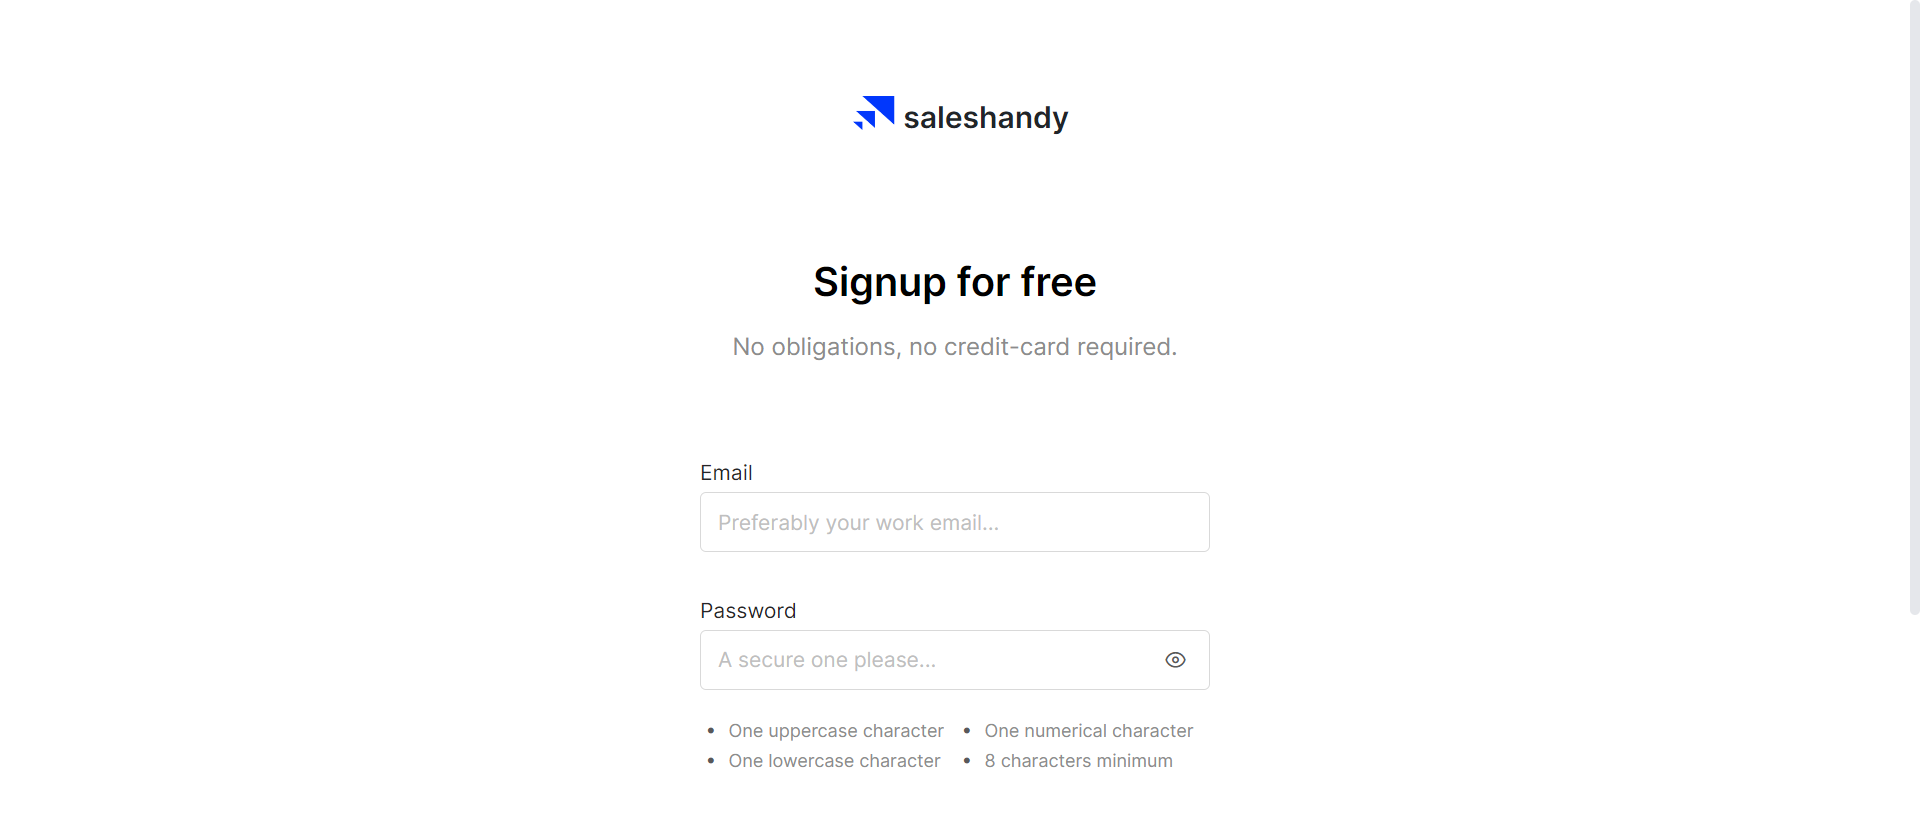 saleshandy
Signup for free
No obligations, no credit-card required.
Email
Preferably your work email...
Password
A secure one please...
• One uppercase character • One numerical character
• One lowercase character • 8 characters minimum